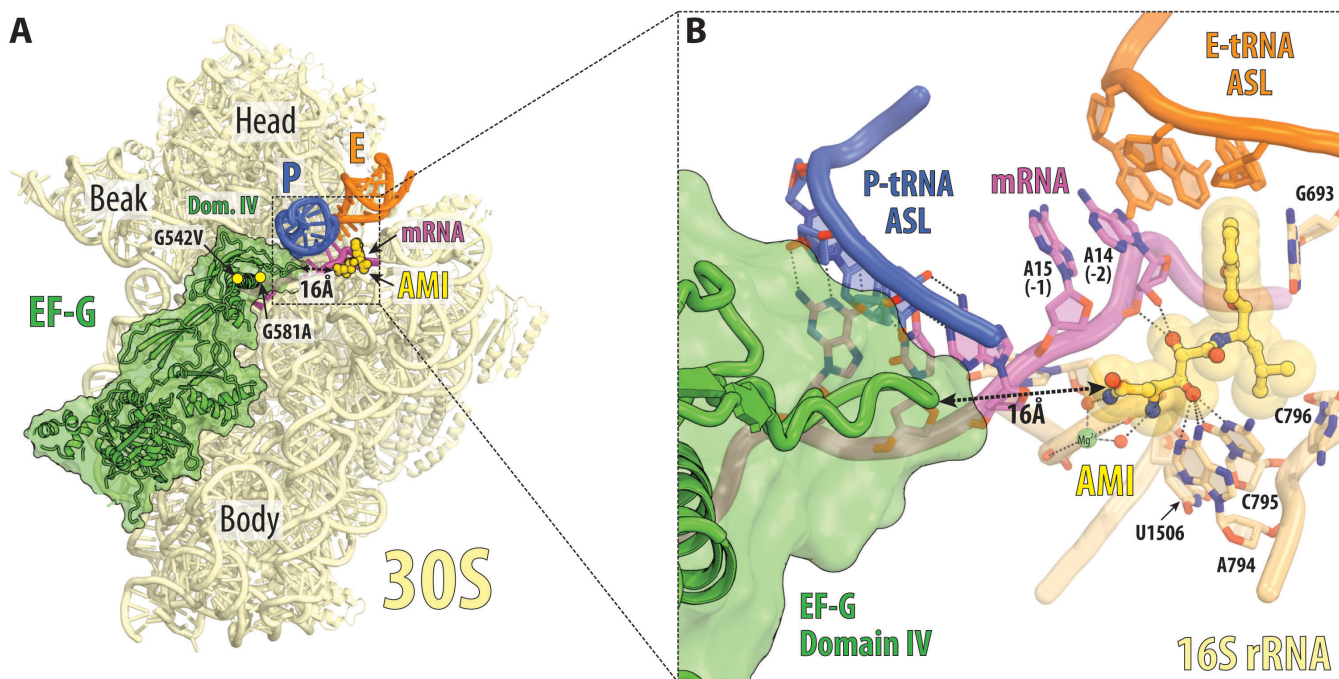 A
Head
E
P
Beak
Dom. IV
G542V
mRNA
AMI
16Å
EF-G
G581A
Body
30S
B
E-tRNA
ASL
P-tRNA
ASL
mRNA
G693
A15
(-1)
A14
(-2)
16Å
C796
Mg2+
AMI
C795
U1506
A794
EF-G
Domain IV
16S rRNA